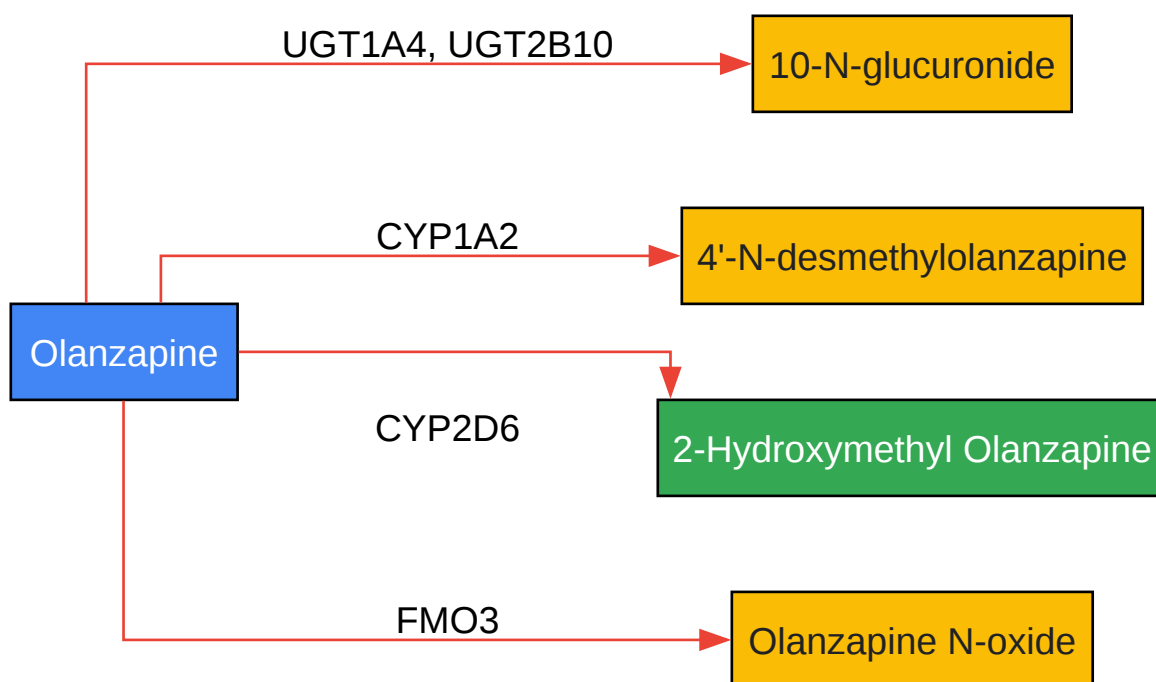 UGT1A4, UGT2B10
10-N-glucuronide
CYP1A2
4'-N-desmethylolanzapine
Olanzapine
CYP2D6
2-Hydroxymethyl Olanzapine
FMO3
Olanzapine N-oxide